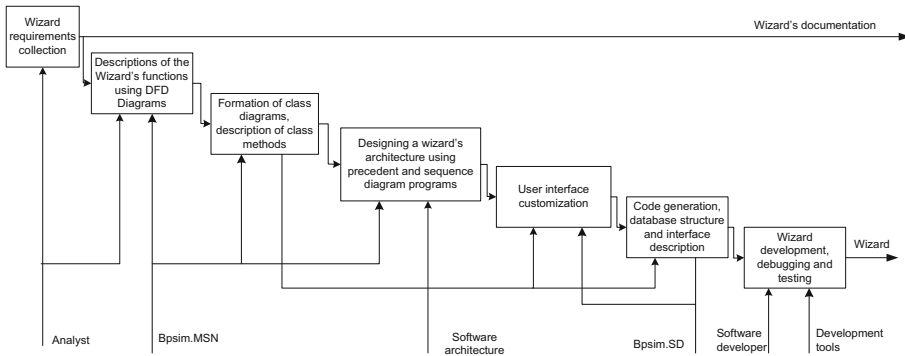 Wizard
requirements
collection
Wizard's documentation
Descriptions of the
Wizard's functions
using DFD
Diagrams
Formation of class
diagrams,
description of class
methods
Designing a wizard's
architecture using
precedent and sequence
diagram programs
User interface
customization
Code generation,
database structure
and interface
description
Wizard
development,
debugging and
testing
Wizard
Analyst
Bpsim.MSN
Software
architecture
Bpsim.SD
Software
developer
Development
tools